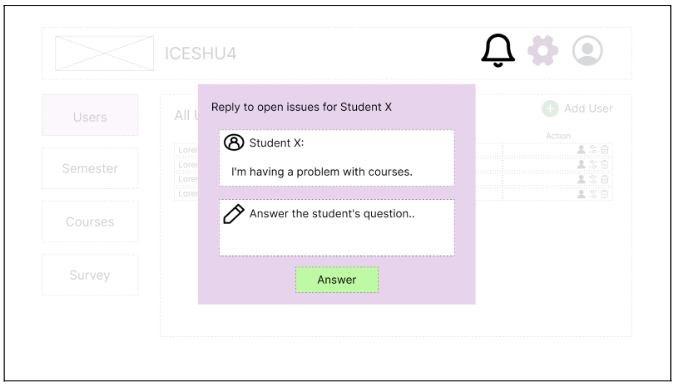 ICESHU4
Users
Semester
Courses
Survey
All U
Add User
Action
Lorem
Lorem
Lorem
Lorem
Reply to open issues for Student X
Student X:
I'm having a problem with courses.
Answer the student's question..
Answer